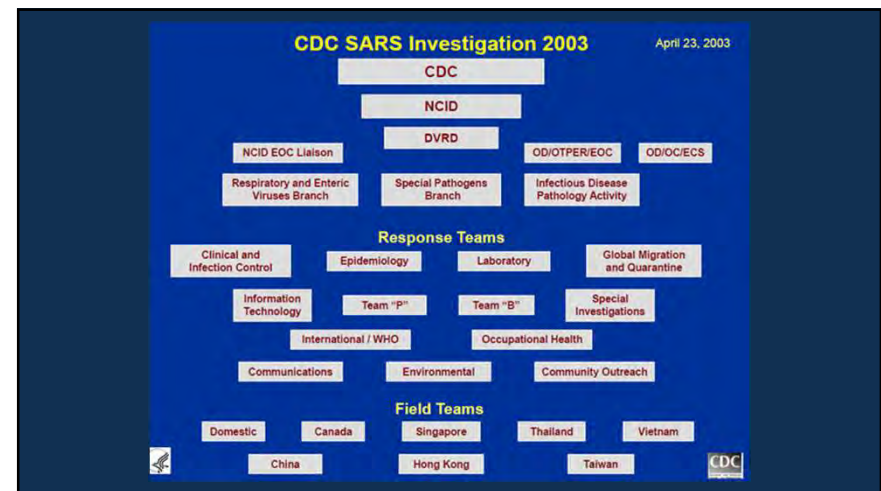 CDC SARS Investigation 2003
April 23, 2003
CDC
NCID
DVRD
NCID EOC Liaison
OD/OTPER/EOC
OD/OC/ECS
Respiratory and Enteric
Viruses Branch
Special Pathogens
Branch
Infectious Disease
Pathology Activity
Response Teams
Clinical and
Infection Control
Epidemiology
Laboratory
Global Migration
and Quarantine
Information
Technology
Team “P”
Team “B”
Special
Investigations
International / WHO
Occupational Health
Communications
Environmental
Community Outreach
Field Teams
Domestic
Canada
Singapore
Thailand
Vietnam
China
Hong Kong
Taiwan
CDC